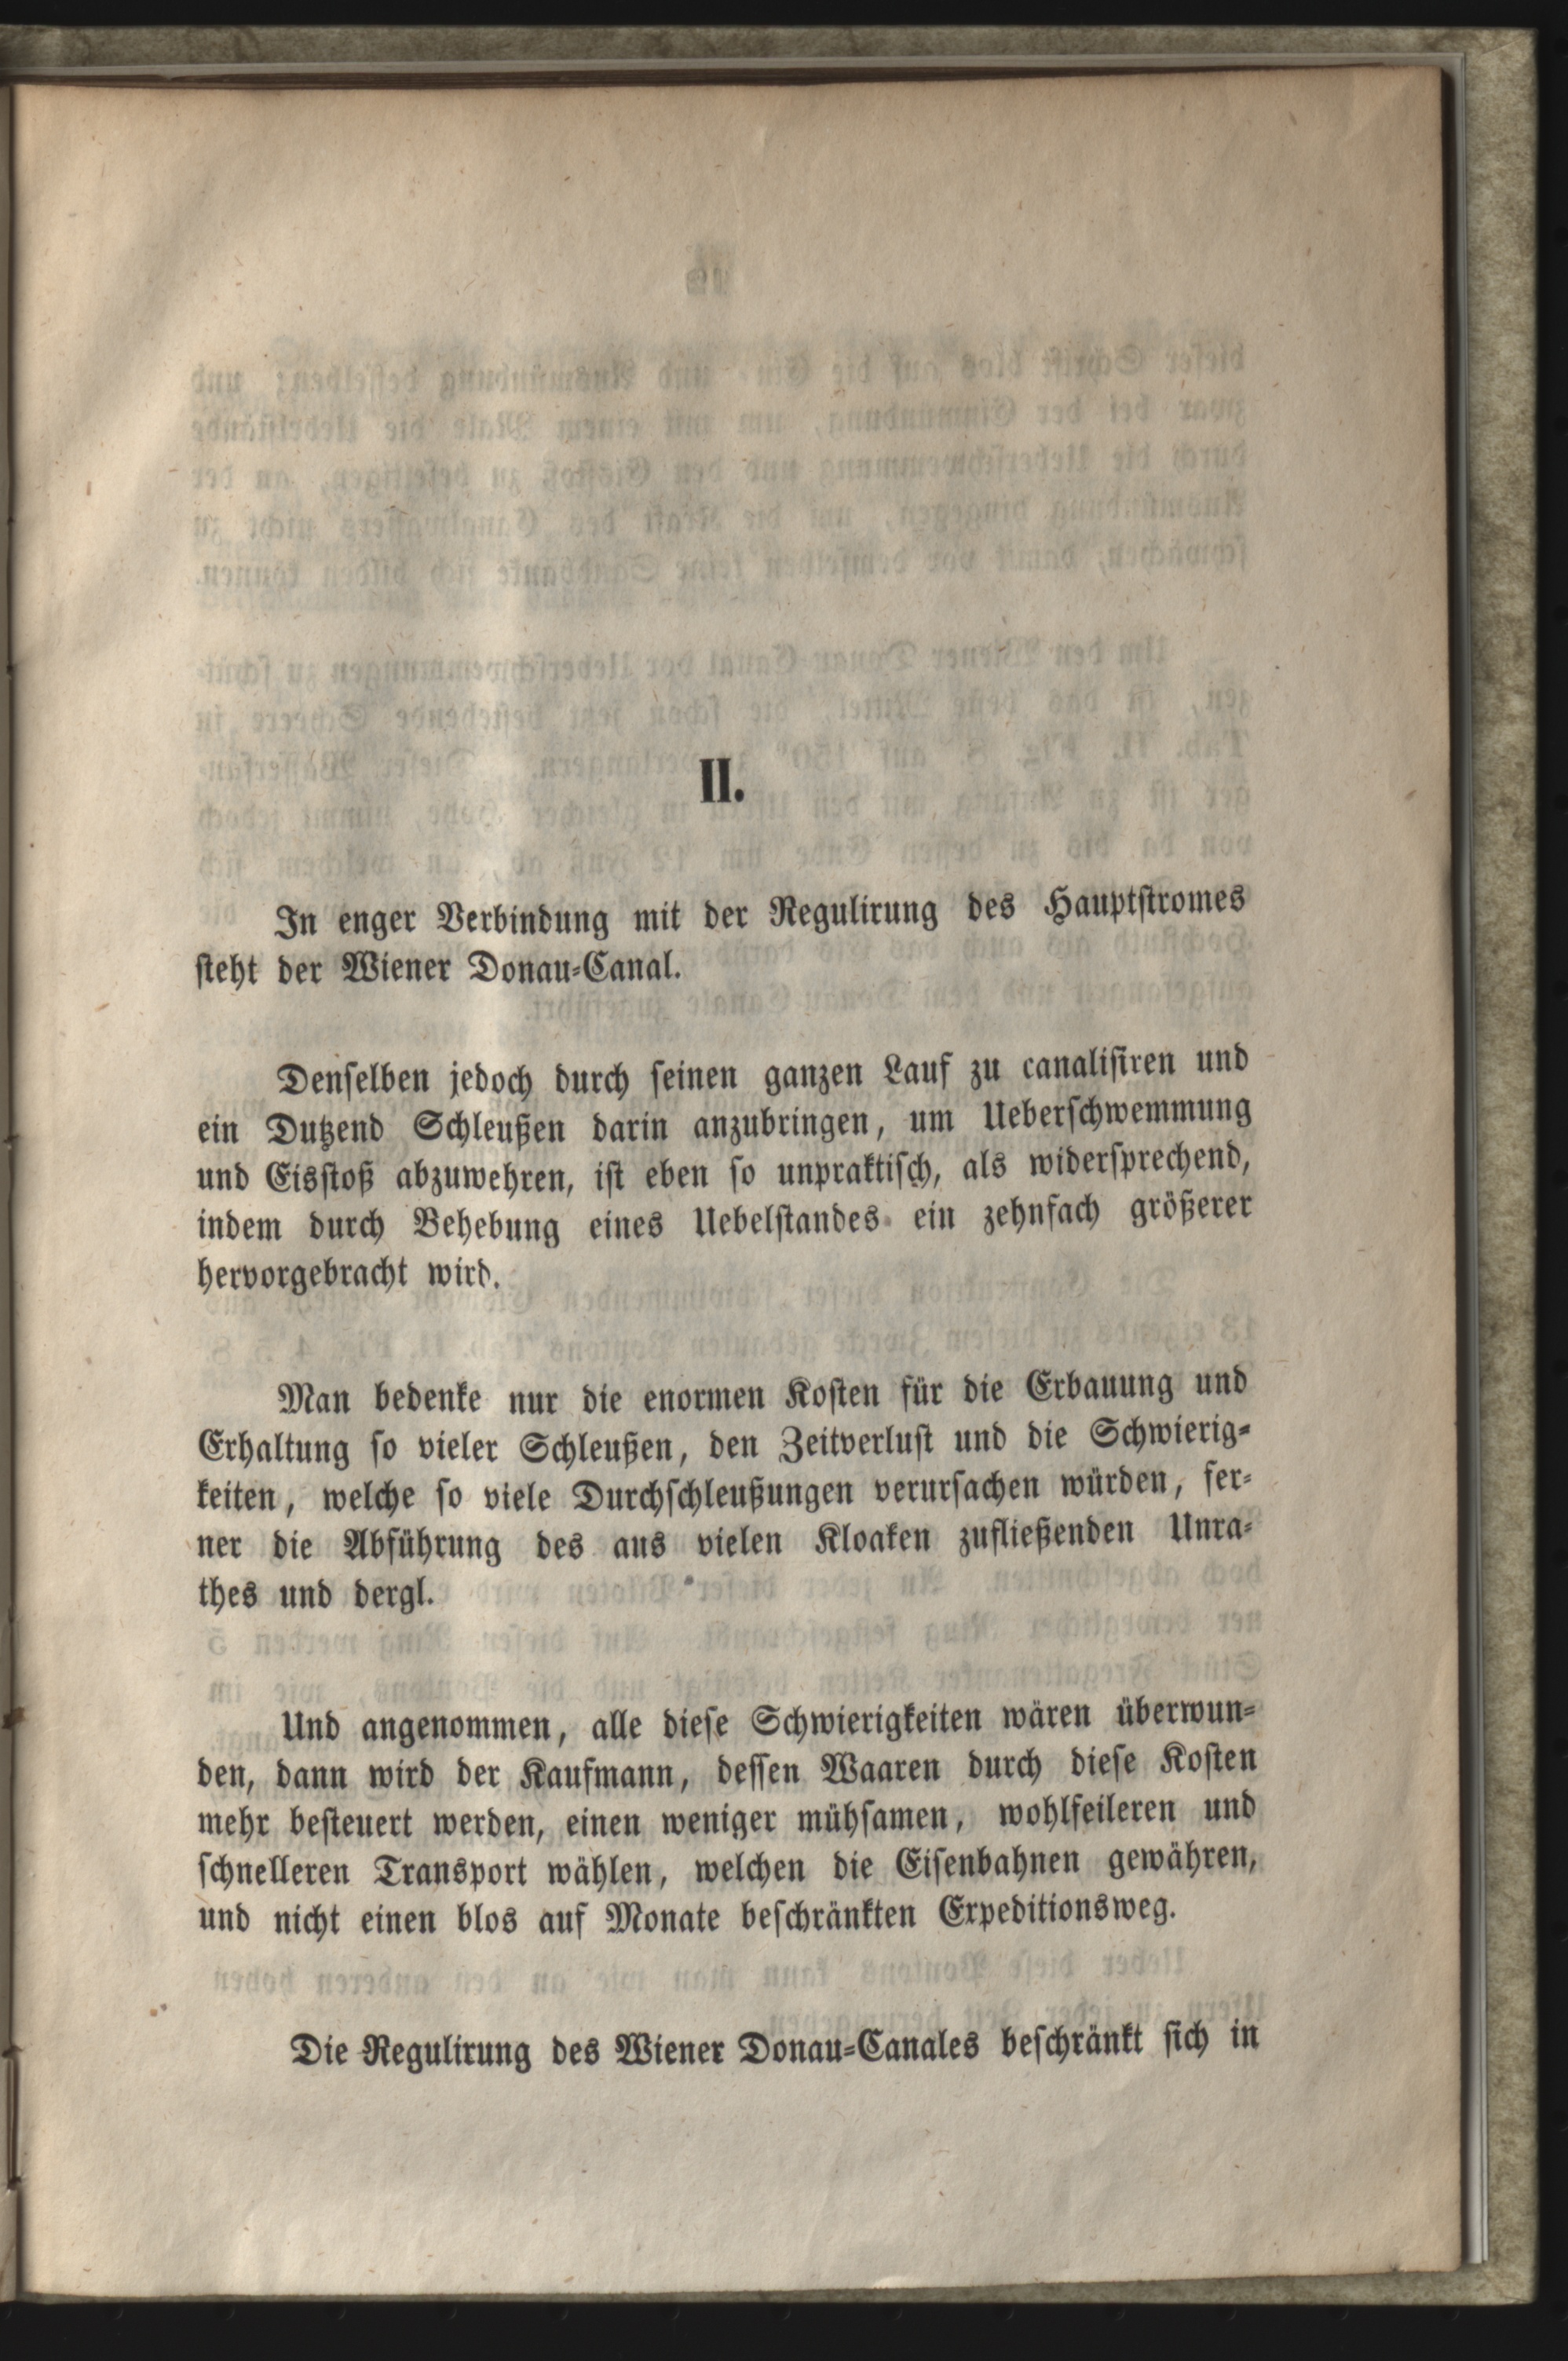 II.
In enger Verbindung mit der Regulirung des Hauptstromes
steht der Wiener Donau-Canal.
Denselben jedoch durch seinen ganzen Lauf zu canalisiren und
ein Dutzend Schleußen darin anzubringen, um Ueberschwemmung
und Eisstoß abzuwehren, ist eben so unpraktisch, als widersprechend,
indem durch Behebung eines Uebelstandes ein zehnfach größerer
hervorgebracht wird.
Man bedenke nur die enormen Kosten für die Erbauung und
Erhaltung so vieler Schleußen, den Zeitverlust und die Schwierig-
keiten, welche so viele Durchschleußungen verursachen würden, fer-
ner die Abführung des aus vielen Kloaken zufließenden Unra-
thes und dergl.
Und angenommen, alle diese Schwierigkeiten wären überwun-
den, dann wird der Kaufmann, dessen Waaren durch diese Kosten
mehr besteuert werden, einen weniger mühsamen, wohlfeileren und
schnelleren Transport wählen, welchen die Eisenbahnen gewähren,
und nicht einen blos auf Monate beschränkten Expeditionsweg.
Die Regulirung des Wiener Donau-Canales beschränkt sich in